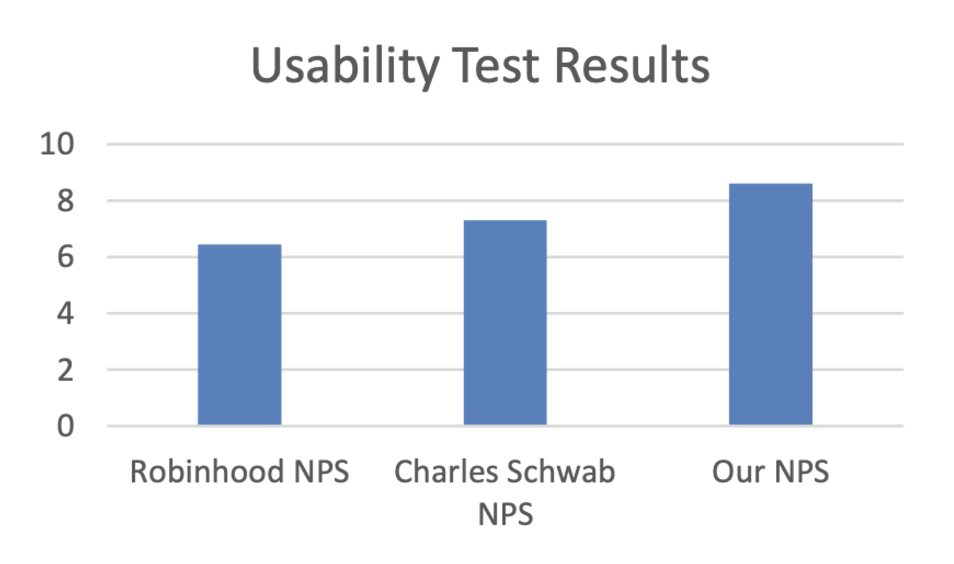 Usability Test Results
10
8
6
4
2
0
Robinhood NPS
Charles Schwab
NPS
Our NPS